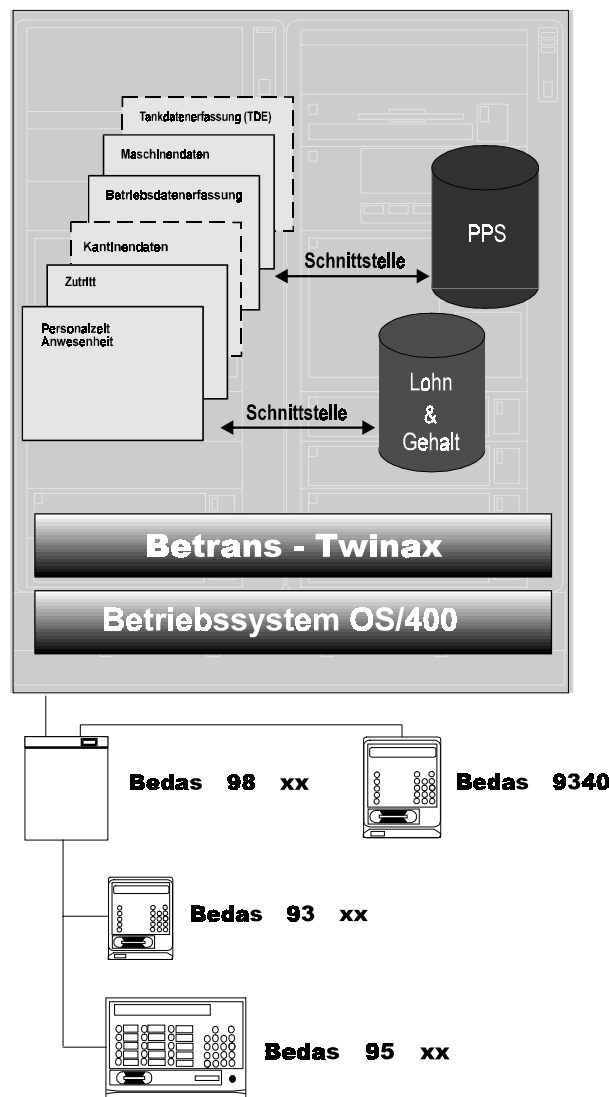 Tankdatenerfassung (TDE)
Maschinendaten
Betriebsdatenerfassung
Kantinendaten
Zutritt
Personalzeit
Anwesenheit
Schnittstelle
PPS
Schnittstelle
Lohn
&
Gehalt
Betrans - Twinax
Betriebssystem OS/400
Bedas 98 xx
Bedas 9340
Bedas 93 xx
Bedas 95 xx